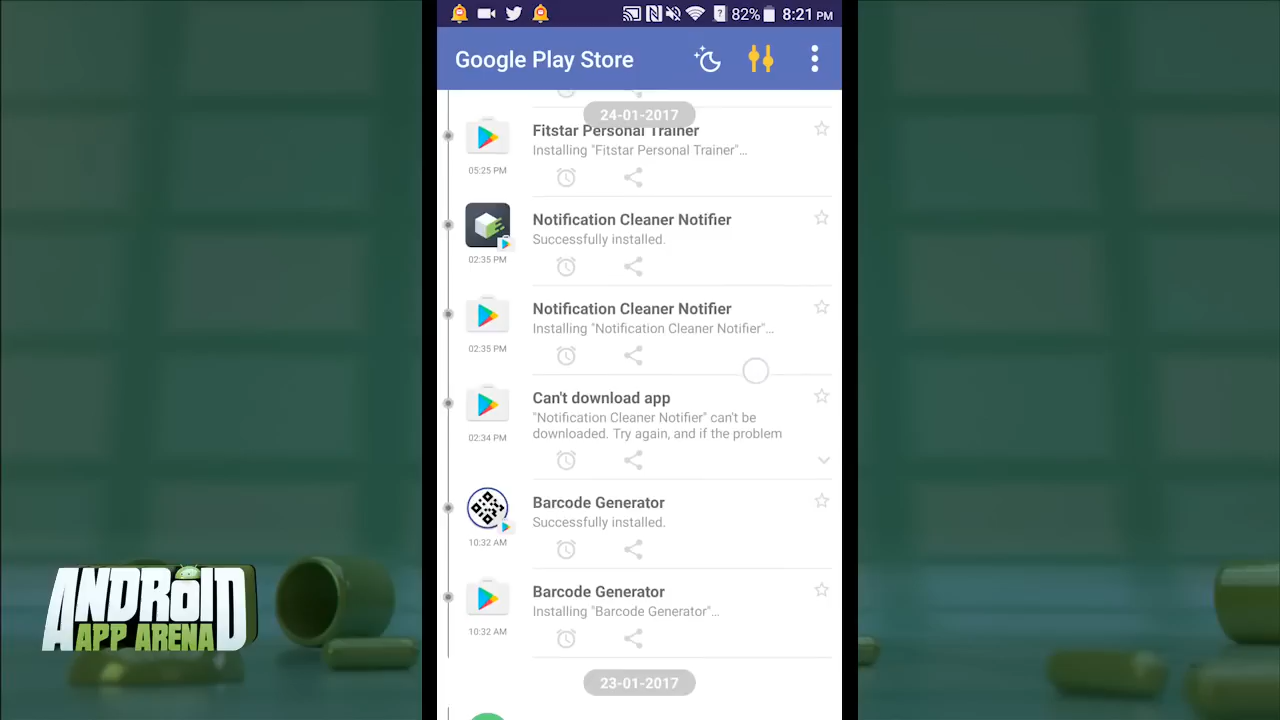 82% 8:21 PM
Google Play Store
24-01-2017
Fitstar Personal Trainer
Installing "Fitstar Personal Trainer"...
05:25 PM
Notification Cleaner Notifier
Successfully installed.
02:35 PM
Notification Cleaner Notifier
Installing "Notification Cleaner Notifier"...
02:35 PM
Can't download app
"Notification Cleaner Notifier" can't be
downloaded. Try again, and if the problem
02:34 PM
Barcode Generator
Successfully installed.
10:32 AM
Barcode Generator
Installing "Barcode Generator"...
10:32 AM
23-01-2017
ANDROID
APP ARENA